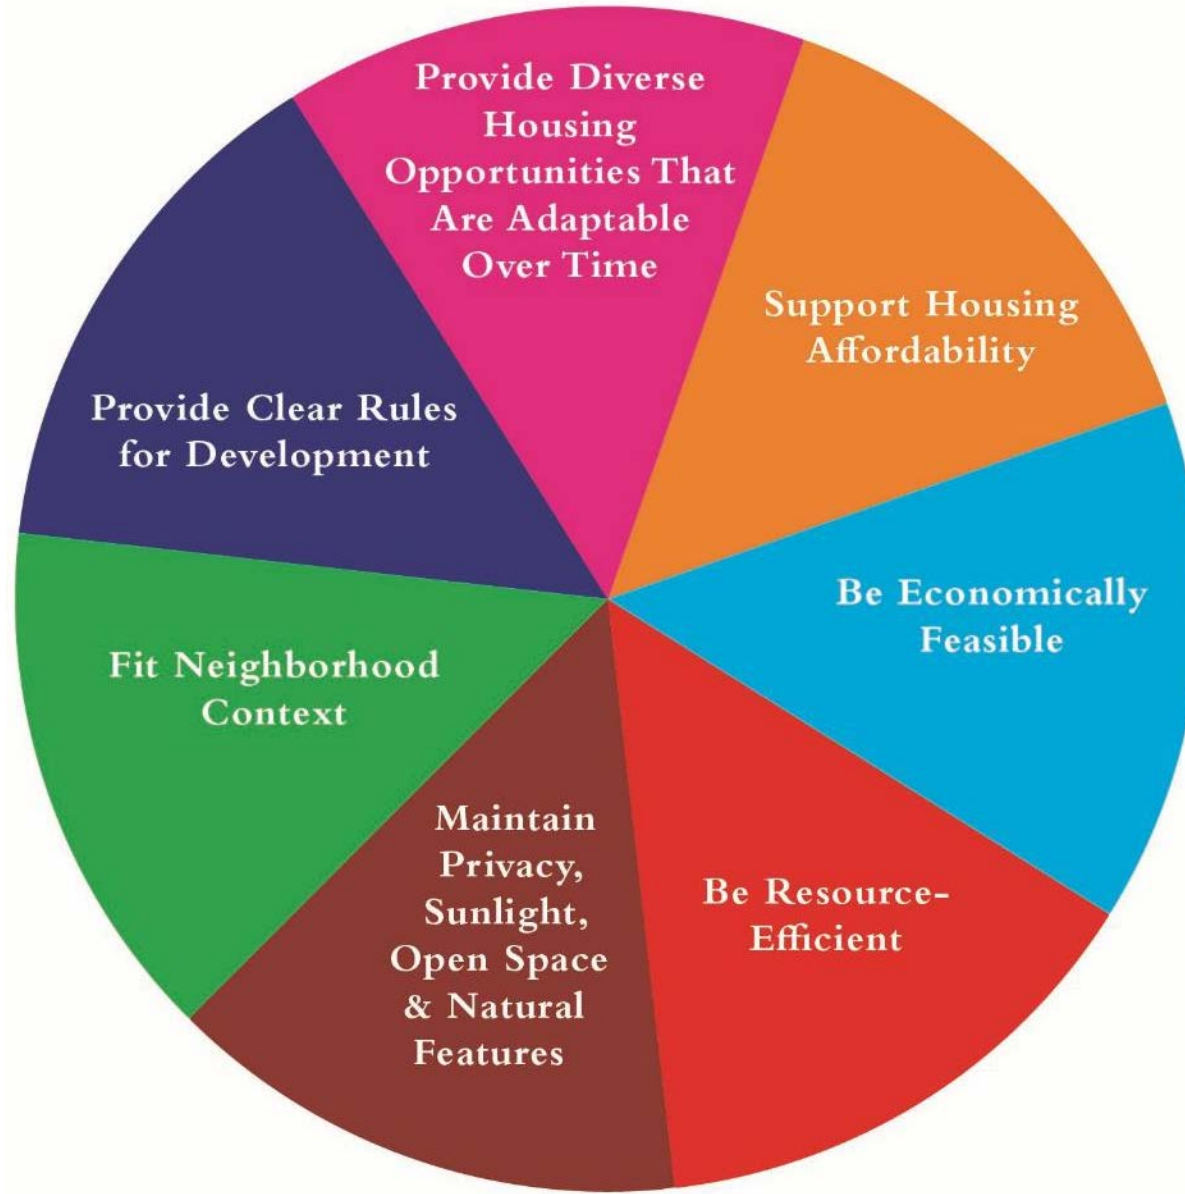 Provide Diverse
Housing
Opportunities That
Are Adaptable
Over Time
Support Housing
Affordability
Be Economically
Feasible
Be Resource-
Efficient
Maintain
Privacy,
Sunlight,
Open Space
& Natural
Features
Fit Neighborhood
Context
Provide Clear Rules
for Development